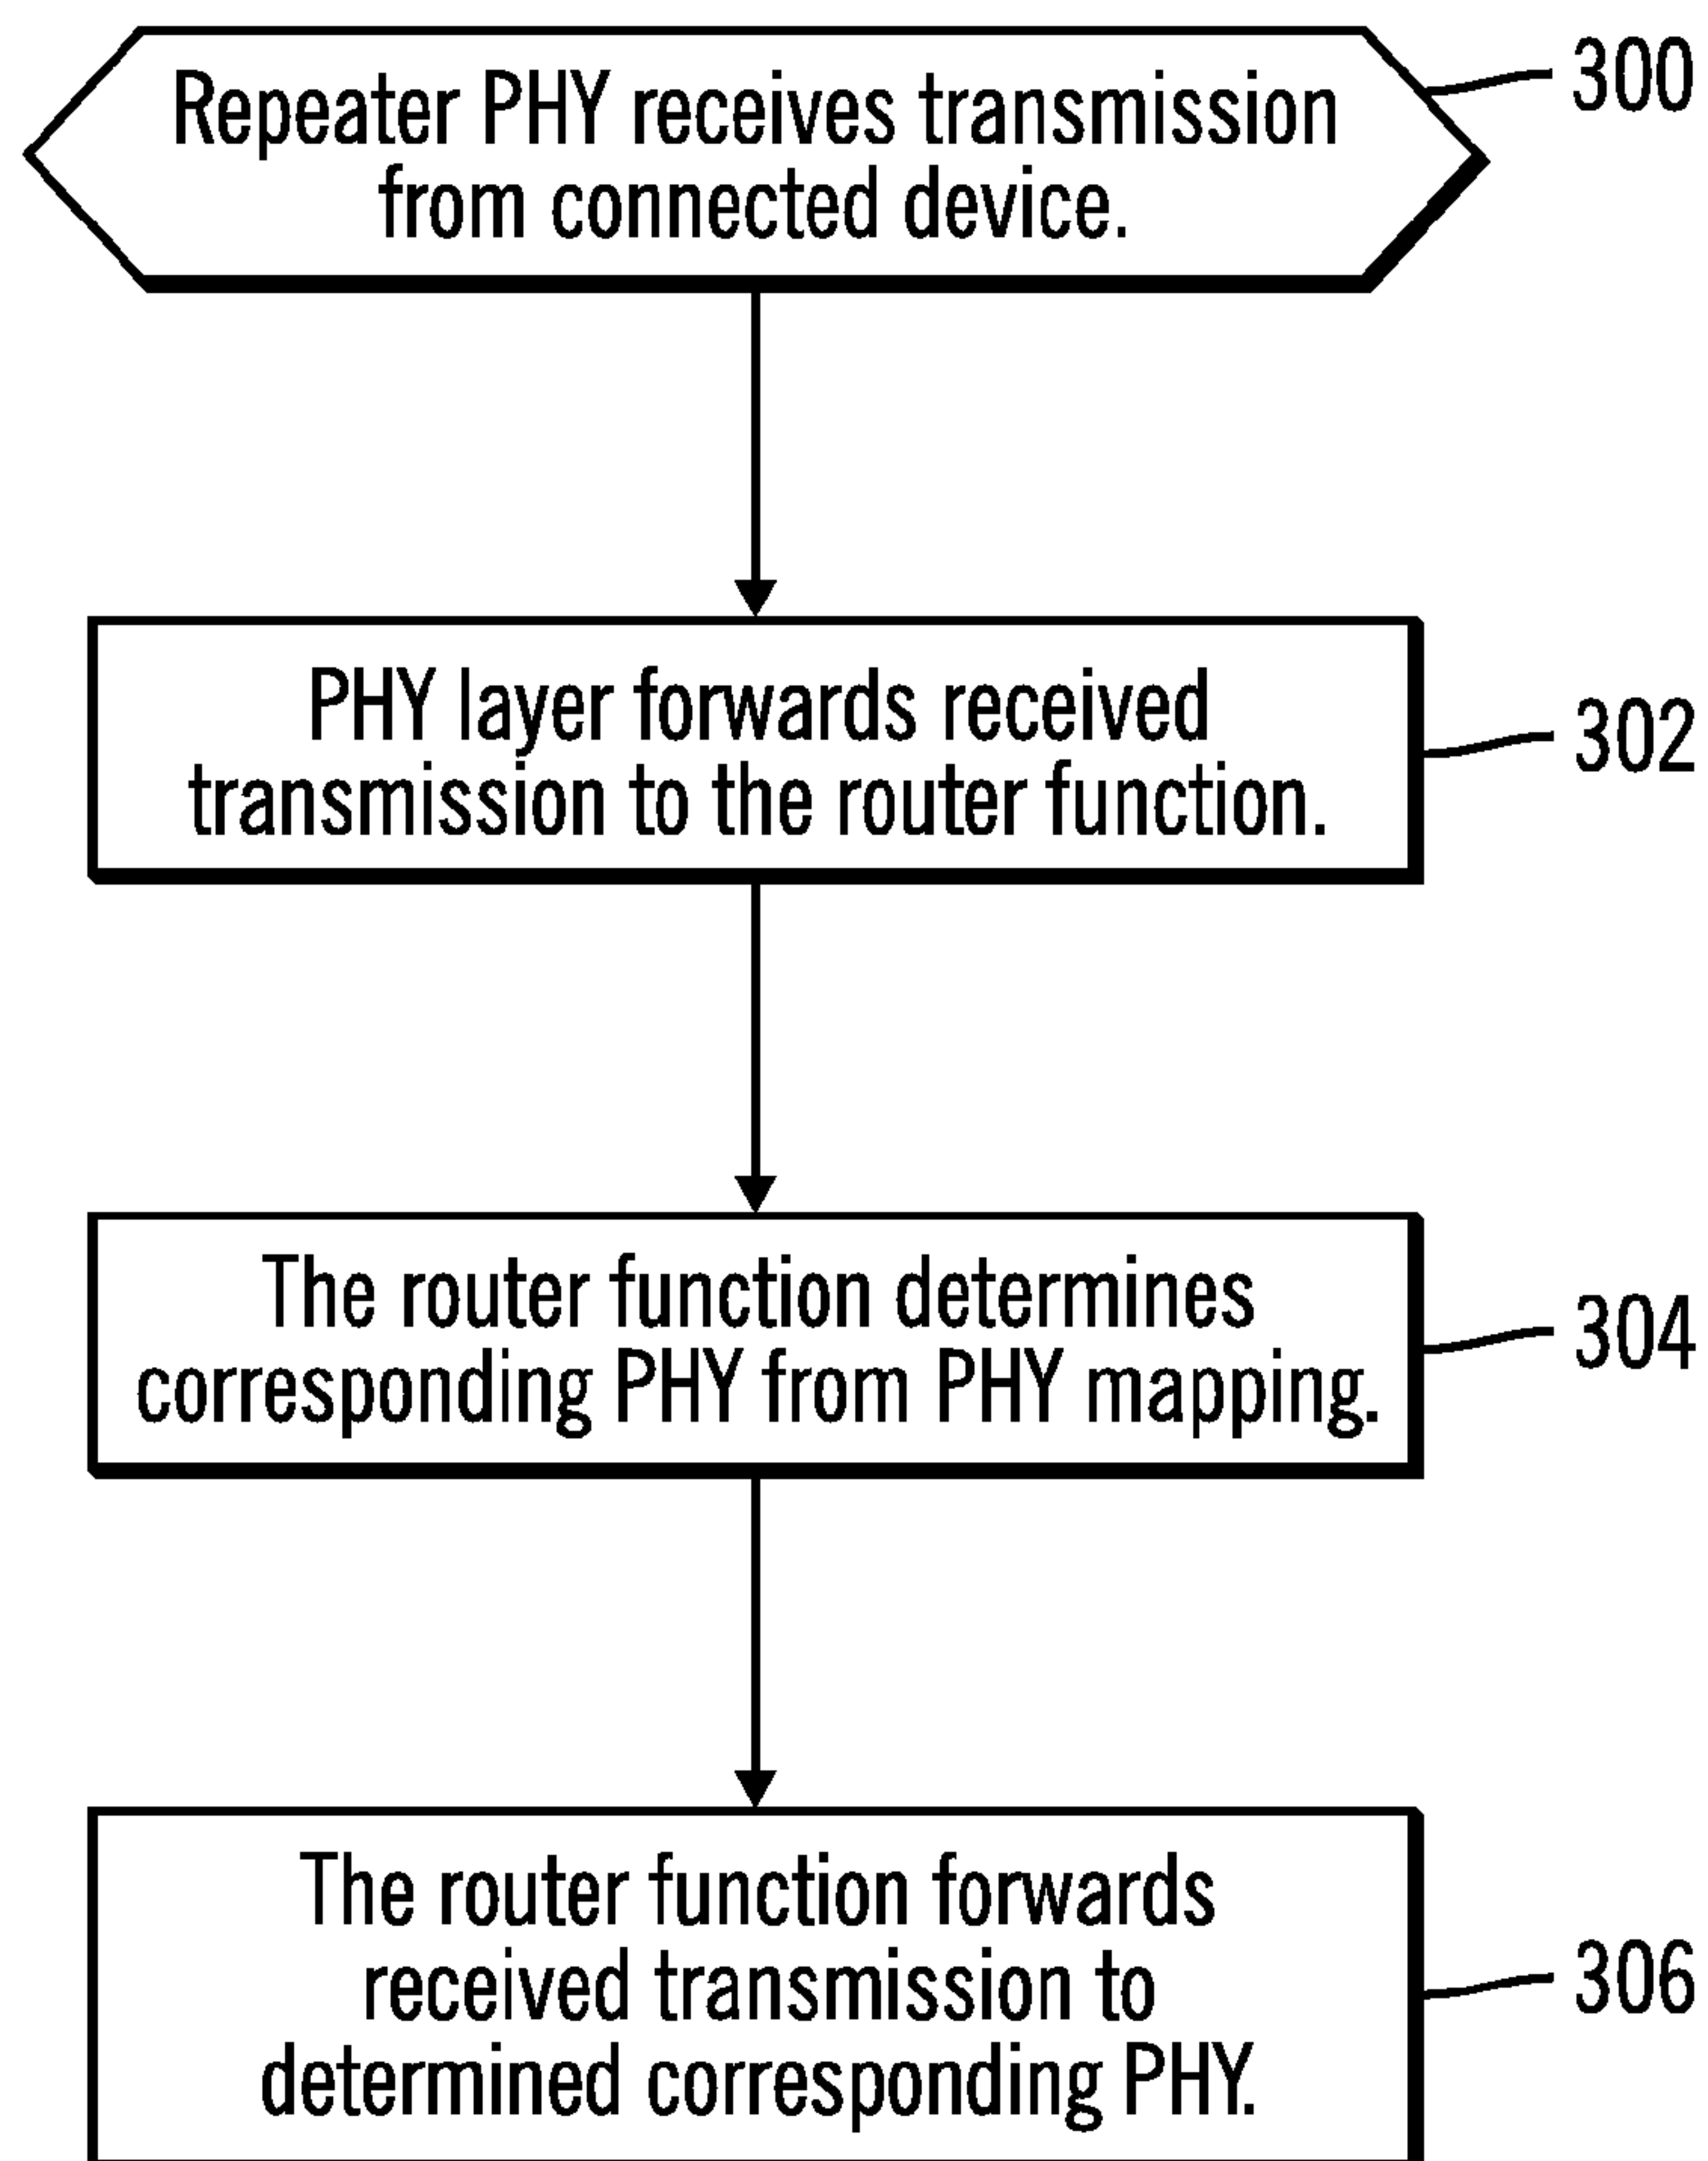 Repeater PHY receives transmission
from connected device.
300
PHY layer forwards received
transmission to the router function.
302
The router function determines
corresponding PHY from PHY mapping.
304
The router function forwards
received transmission to
determined corresponding PHY.
306